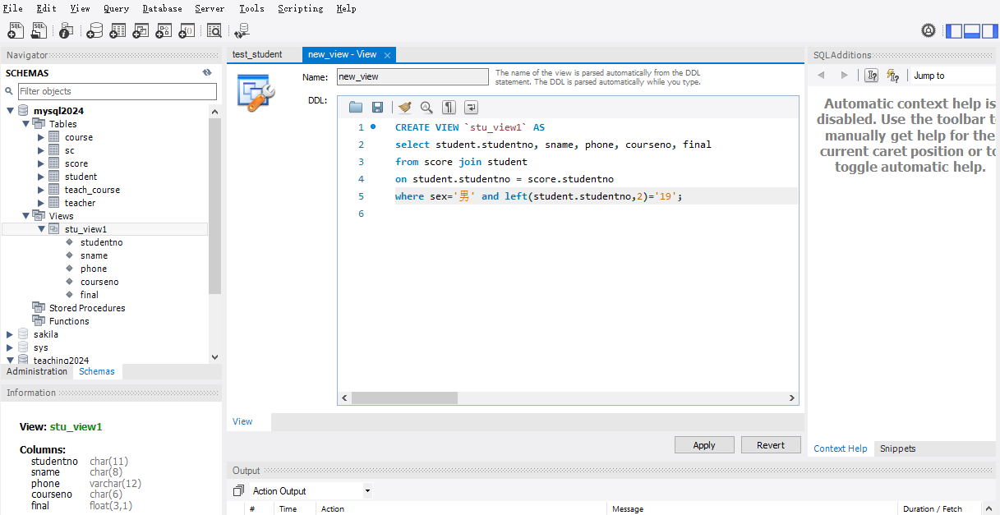 File Edit View Query Database Server Tools Scripting Help
Navigator
SCHEMAS
Filter objects
mysql2024
Tables
course
sc
score
student
teach_course
teacher
Views
stu_view1
studentno
sname
phone
courseno
final
Stored Procedures
Functions
sakila
sys
teaching2024
Administration Schemas
Information
View: stu_view1
Columns:
studentno char(11)
sname char(8)
phone varchar(12)
courseno char(6)
final float(3,1)
test_student new_view - View
Name: new_view
The name of the view is parsed automatically from the DDL
statement. The DDL is parsed automatically while you type.
DDL:
1 CREATE VIEW `stu_view1` AS
2 select student.studentno, sname, phone, courseno, final
3 from score join student
4 on student.studentno = score.studentno
5 where sex='男' and left(student.studentno,2)='19';
6
View
Apply Revert
Output
Action Output
# Time Action Message Duration / Fetch
SQLAdditions
Jump to
Automatic context help is
disabled. Use the toolbar t
manually get help for the
current caret position or to
toggle automatic help.
Context Help Snippets